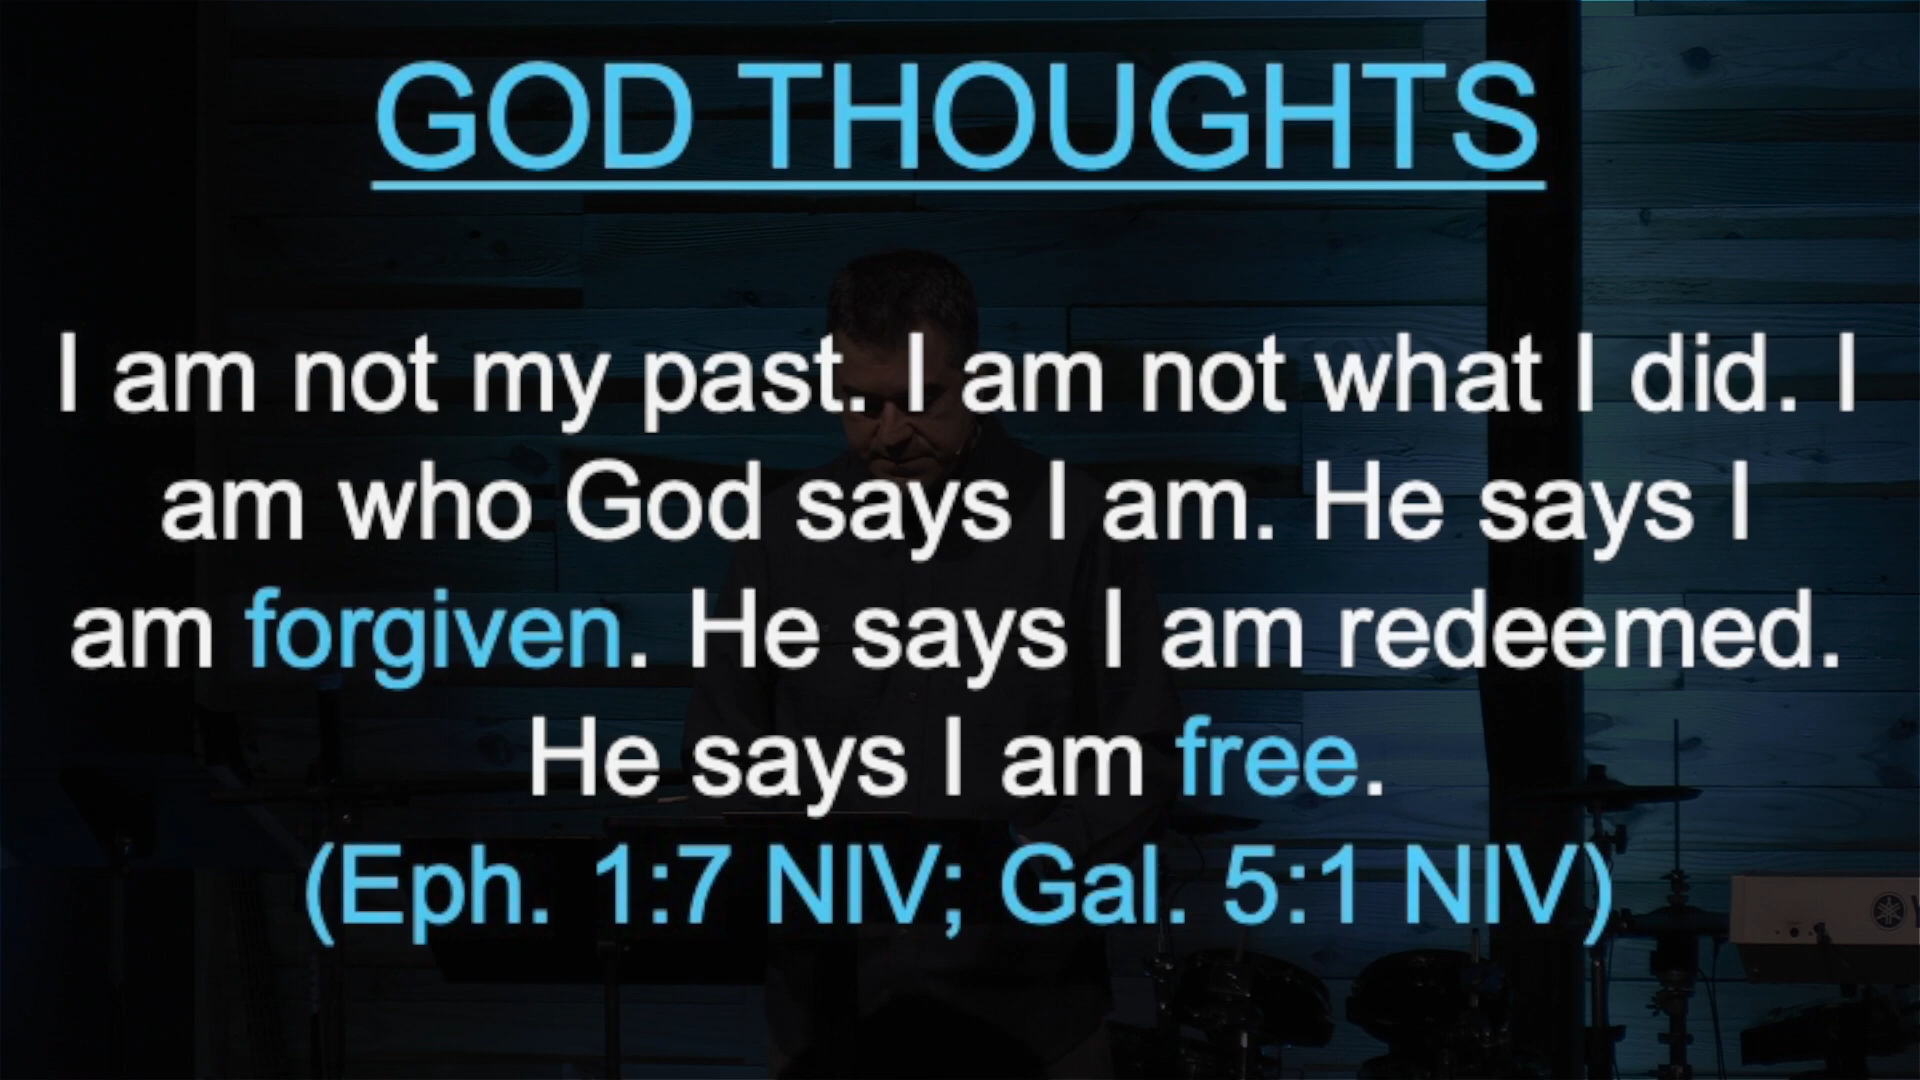 GOD THOUGHTS
I am not my past. I am not what I did. I
am who God says I am. He says I
am forgiven. He says I am redeemed.
He says I am free.
(Eph. 1:7 NIV; Gal. 5:1 NIV)